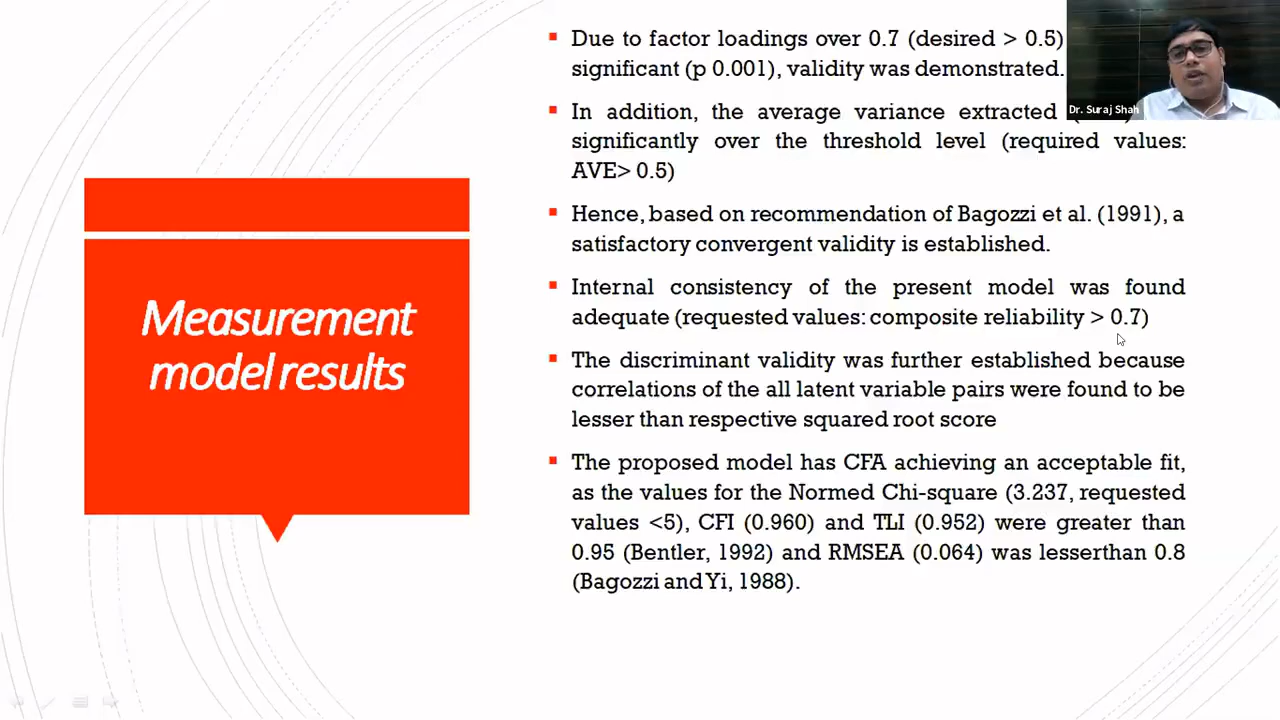 Measurement
model results
Due to factor loadings over 0.7 (desired > 0.5)
significant (p 0.001), validity was demonstrated.
In addition, the average variance extracted
significantly over the threshold level (required values:
AVE> 0.5)
Hence, based on recommendation of Bagozzi et al. (1991), a
satisfactory convergent validity is established.
Internal consistency of the present model was found
adequate (requested values: composite reliability > 0.7)
The discriminant validity was further established because
correlations of the all latent variable pairs were found to be
lesser than respective squared root score
The proposed model has CFA achieving an acceptable fit,
as the values for the Normed Chi-square (3.237, requested
values <5), CFI (0.960) and TLI (0.952) were greater than
0.95 (Bentler, 1992) and RMSEA (0.064) was lesserthan 0.8
(Bagozzi and Yi, 1988).
Dr. Suraj Shah